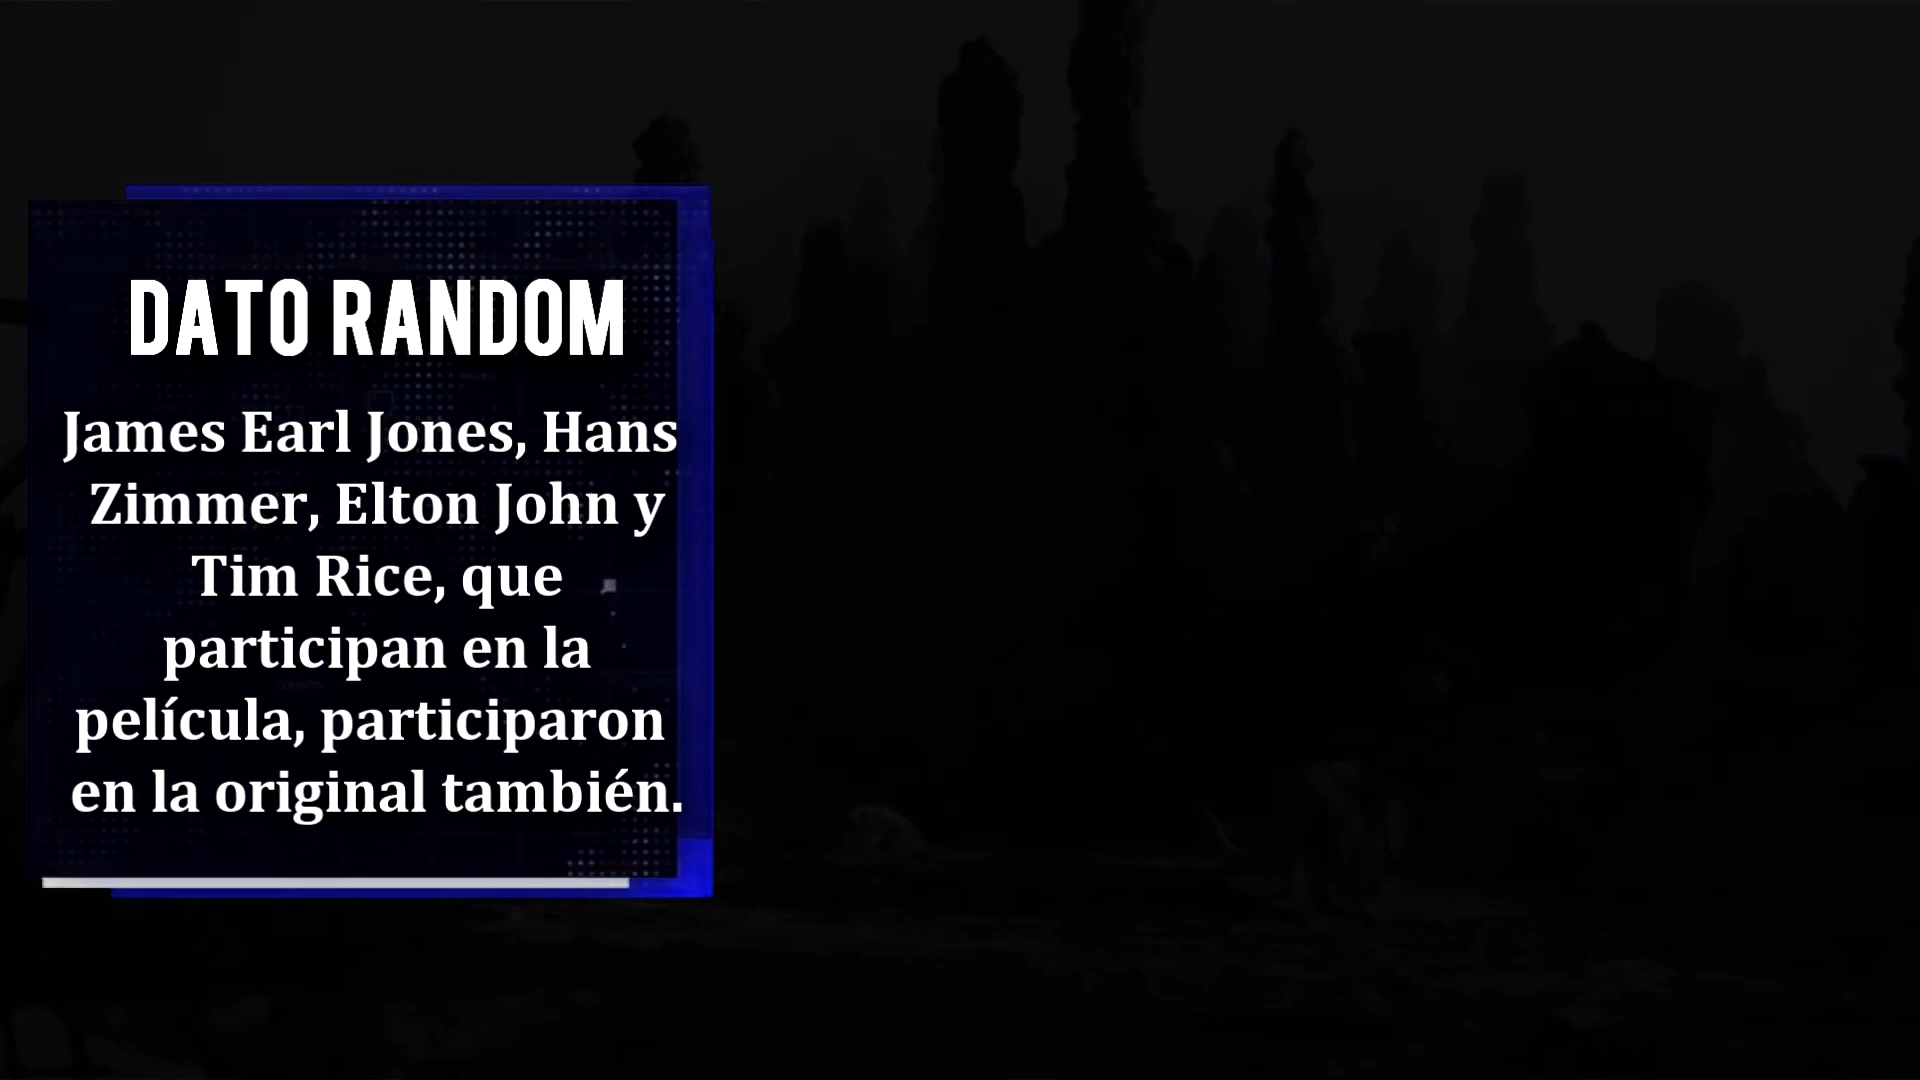 DATO RANDOM
James Earl Jones, Hans
Zimmer, Elton John y
Tim Rice, que
participan en la
película, participaron
en la original también.